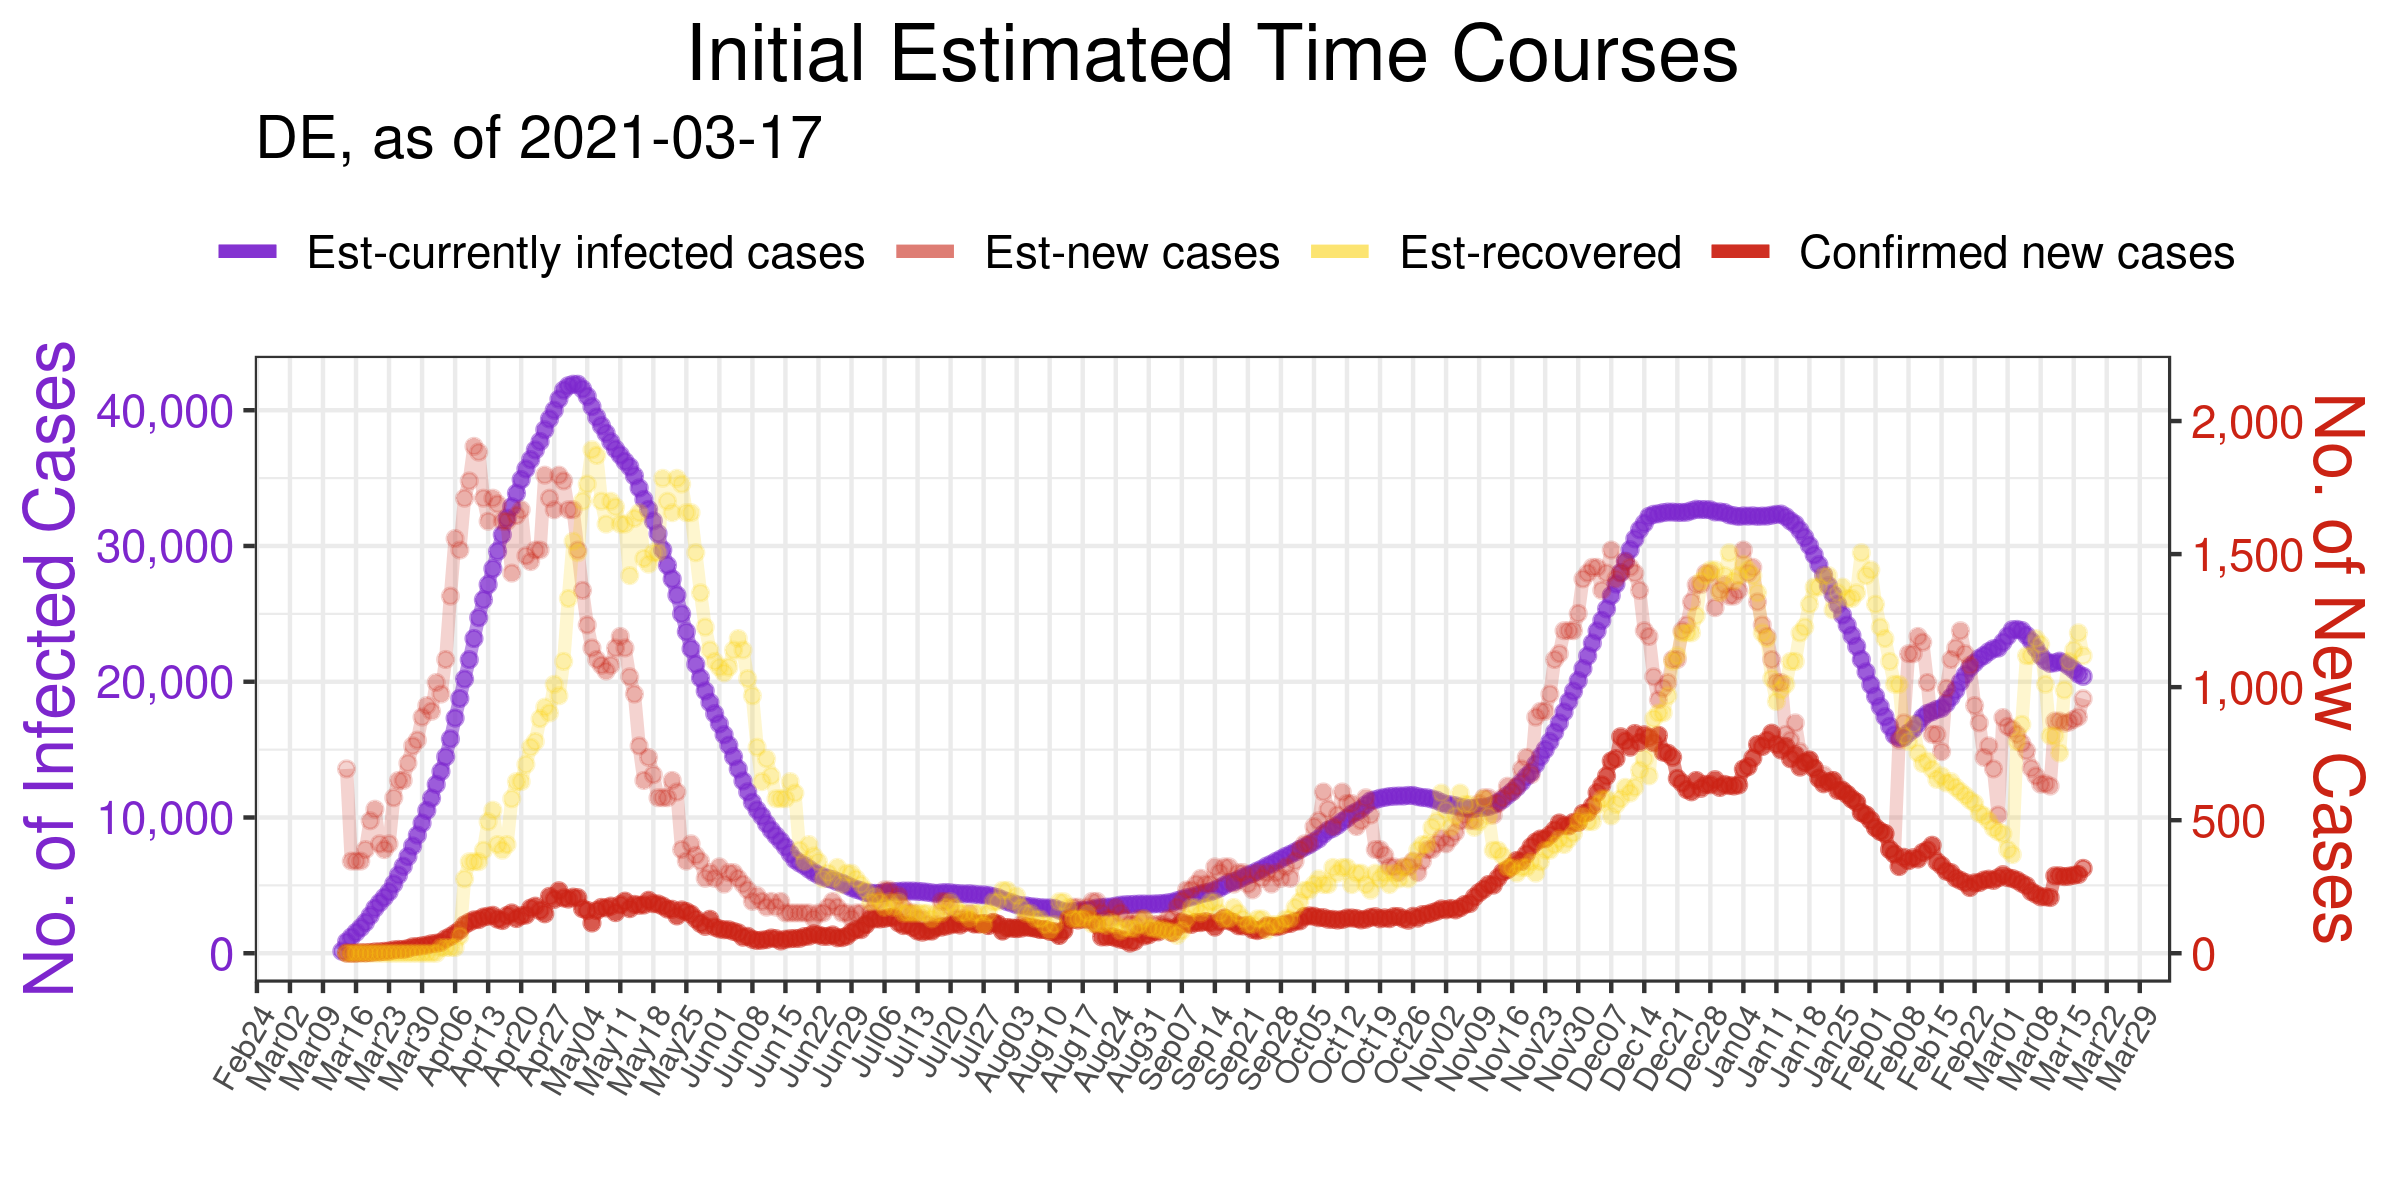 Initial Estimated Time Courses
DE, as of 2021-03-17
Est-currently infected cases Est-new cases Est-recovered Confirmed new cases
No. of Infected Cases
40,000
30,000
20,000
10,000
0
2,000
1,500
1,000
500
0
No. of New Cases
Feb24 Mar02 Mar09 Mar16 Mar23 Mar30 Apr06 Apr13 Apr20 Apr27 May04 May11 May18 May25 Jun01 Jun08 Jun15 Jun22 Jun29 Jul06 Jul13 Jul20 Jul27 Aug03 Aug10 Aug17 Aug24 Aug31 Sep07 Sep14 Sep21 Sep28 Oct05 Oct12 Oct19 Oct26 Nov02 Nov09 Nov16 Nov23 Nov30 Dec07 Dec14 Dec21 Dec28 Jan04 Jan11 Jan18 Jan25 Feb01 Feb08 Feb15 Feb22 Mar01 Mar08 Mar15 Mar22 Mar29